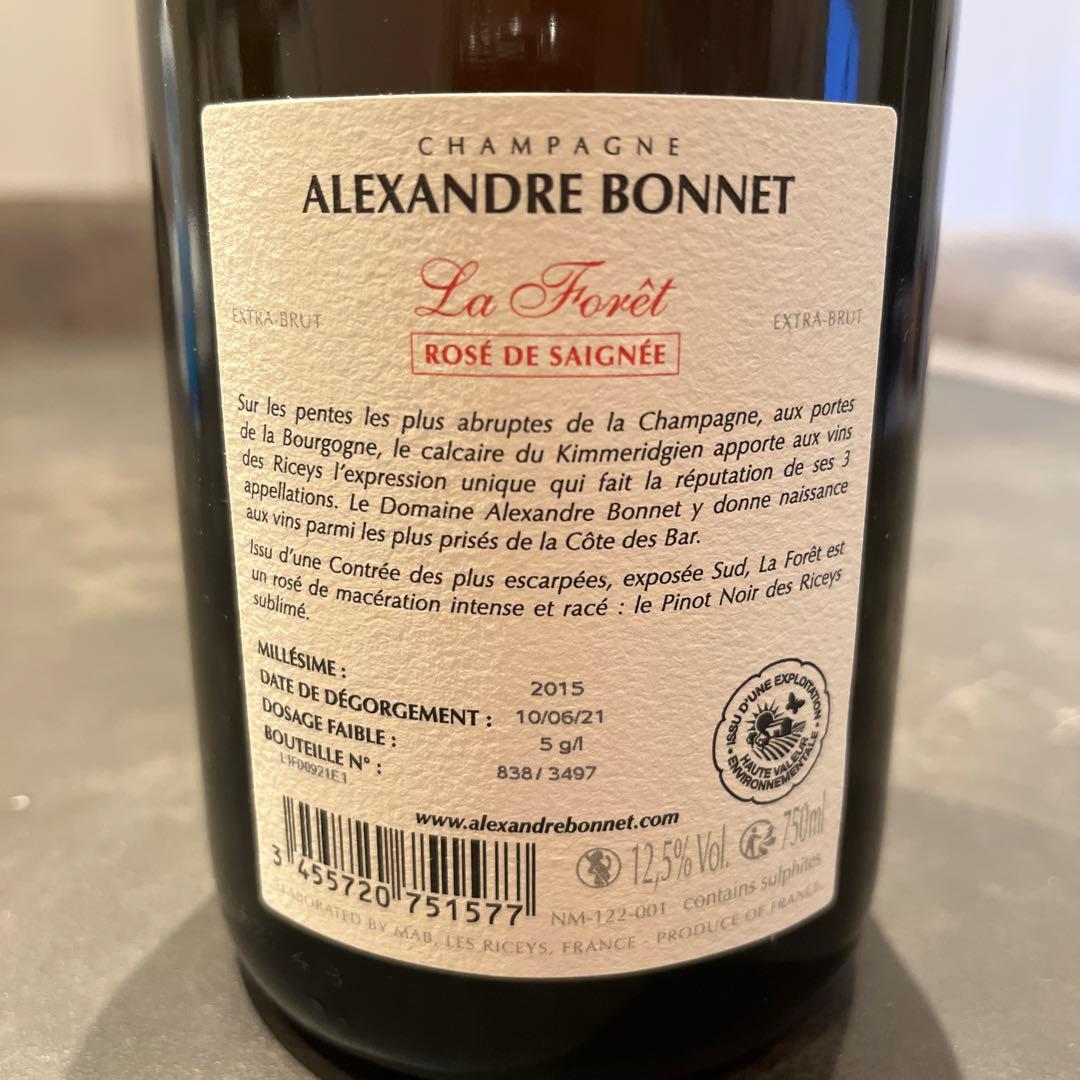 CHAMPAGNE
ALEXANDRE BONNET
La Forêt
EXTRA-BRUT
EXTRA-BRUT
ROSÉ DE SAIGNÉE
Sur les pentes les plus abruptes de la Champagne, aux portes
de la Bourgogne, le calcaire du Kimmeridgien apporte aux vins
des Riceys l'expression unique qui fait la réputation de ses 3
appellations. Le Domaine Alexandre Bonnet y donne naissance
aux vins parmi les plus prisés de la Côte des Bar.
Issu d'une Contrée des plus escarpées, exposée Sud, La Forêt est
un rosé de macération intense et racé : le Pinot Noir des Riceys
sublimé.
MILLÉSIME : 2015
DATE DE DÉGORGEMENT : 10/06/21
DOSAGE FAIBLE : 5 g/l
BOUTEILLE N° : 838/ 3497
L1F00921E1
ISSU D'UNE EXPLOITATION
HAUTE VALEUR
ENVIRONNEMENTALE
www.alexandrebonnet.com
3 455720 751577
12,5% Vol. 750ml
NM-122-001 contains sulphites
ELABORATED BY MAB, LES RICEYS, FRANCE - PRODUCE OF FRANCE